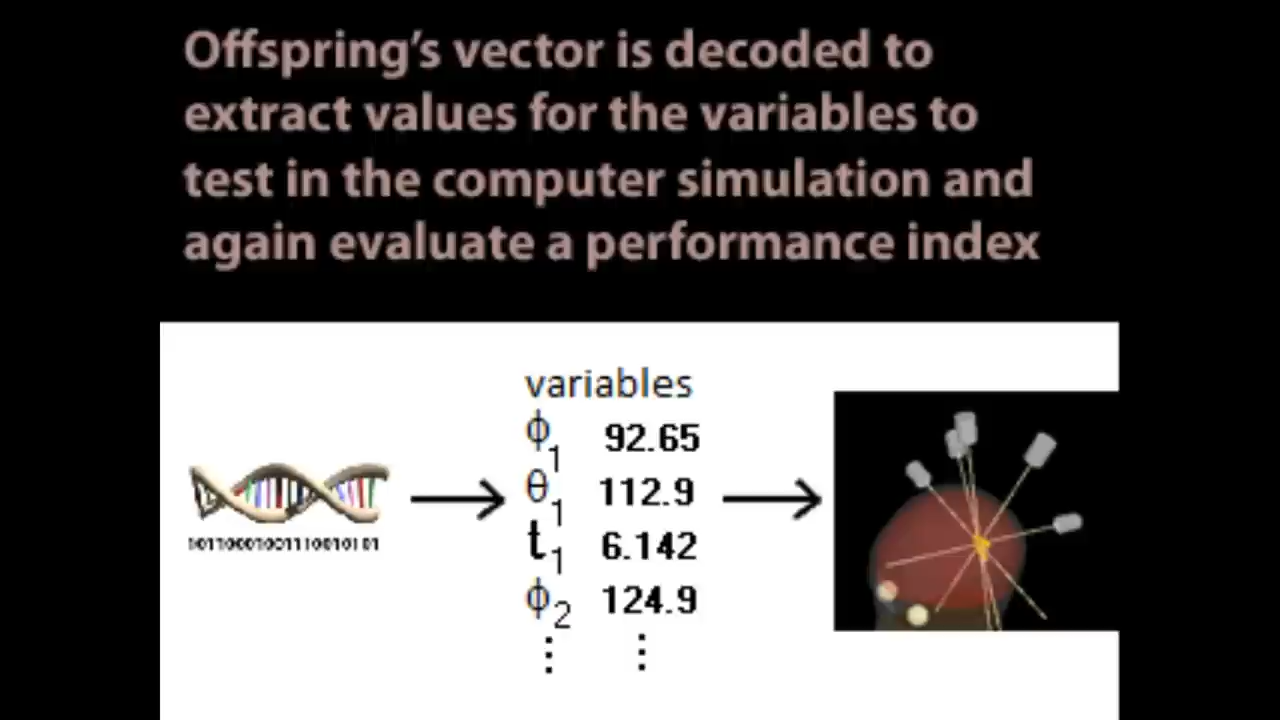 Offspring's vector is decoded to
extract values for the variables to
test in the computer simulation and
again evaluate a performance index
variables
ϕ1 92.65
θ1 112.9
t1 6.142
ϕ2 124.9
⋮ ⋮